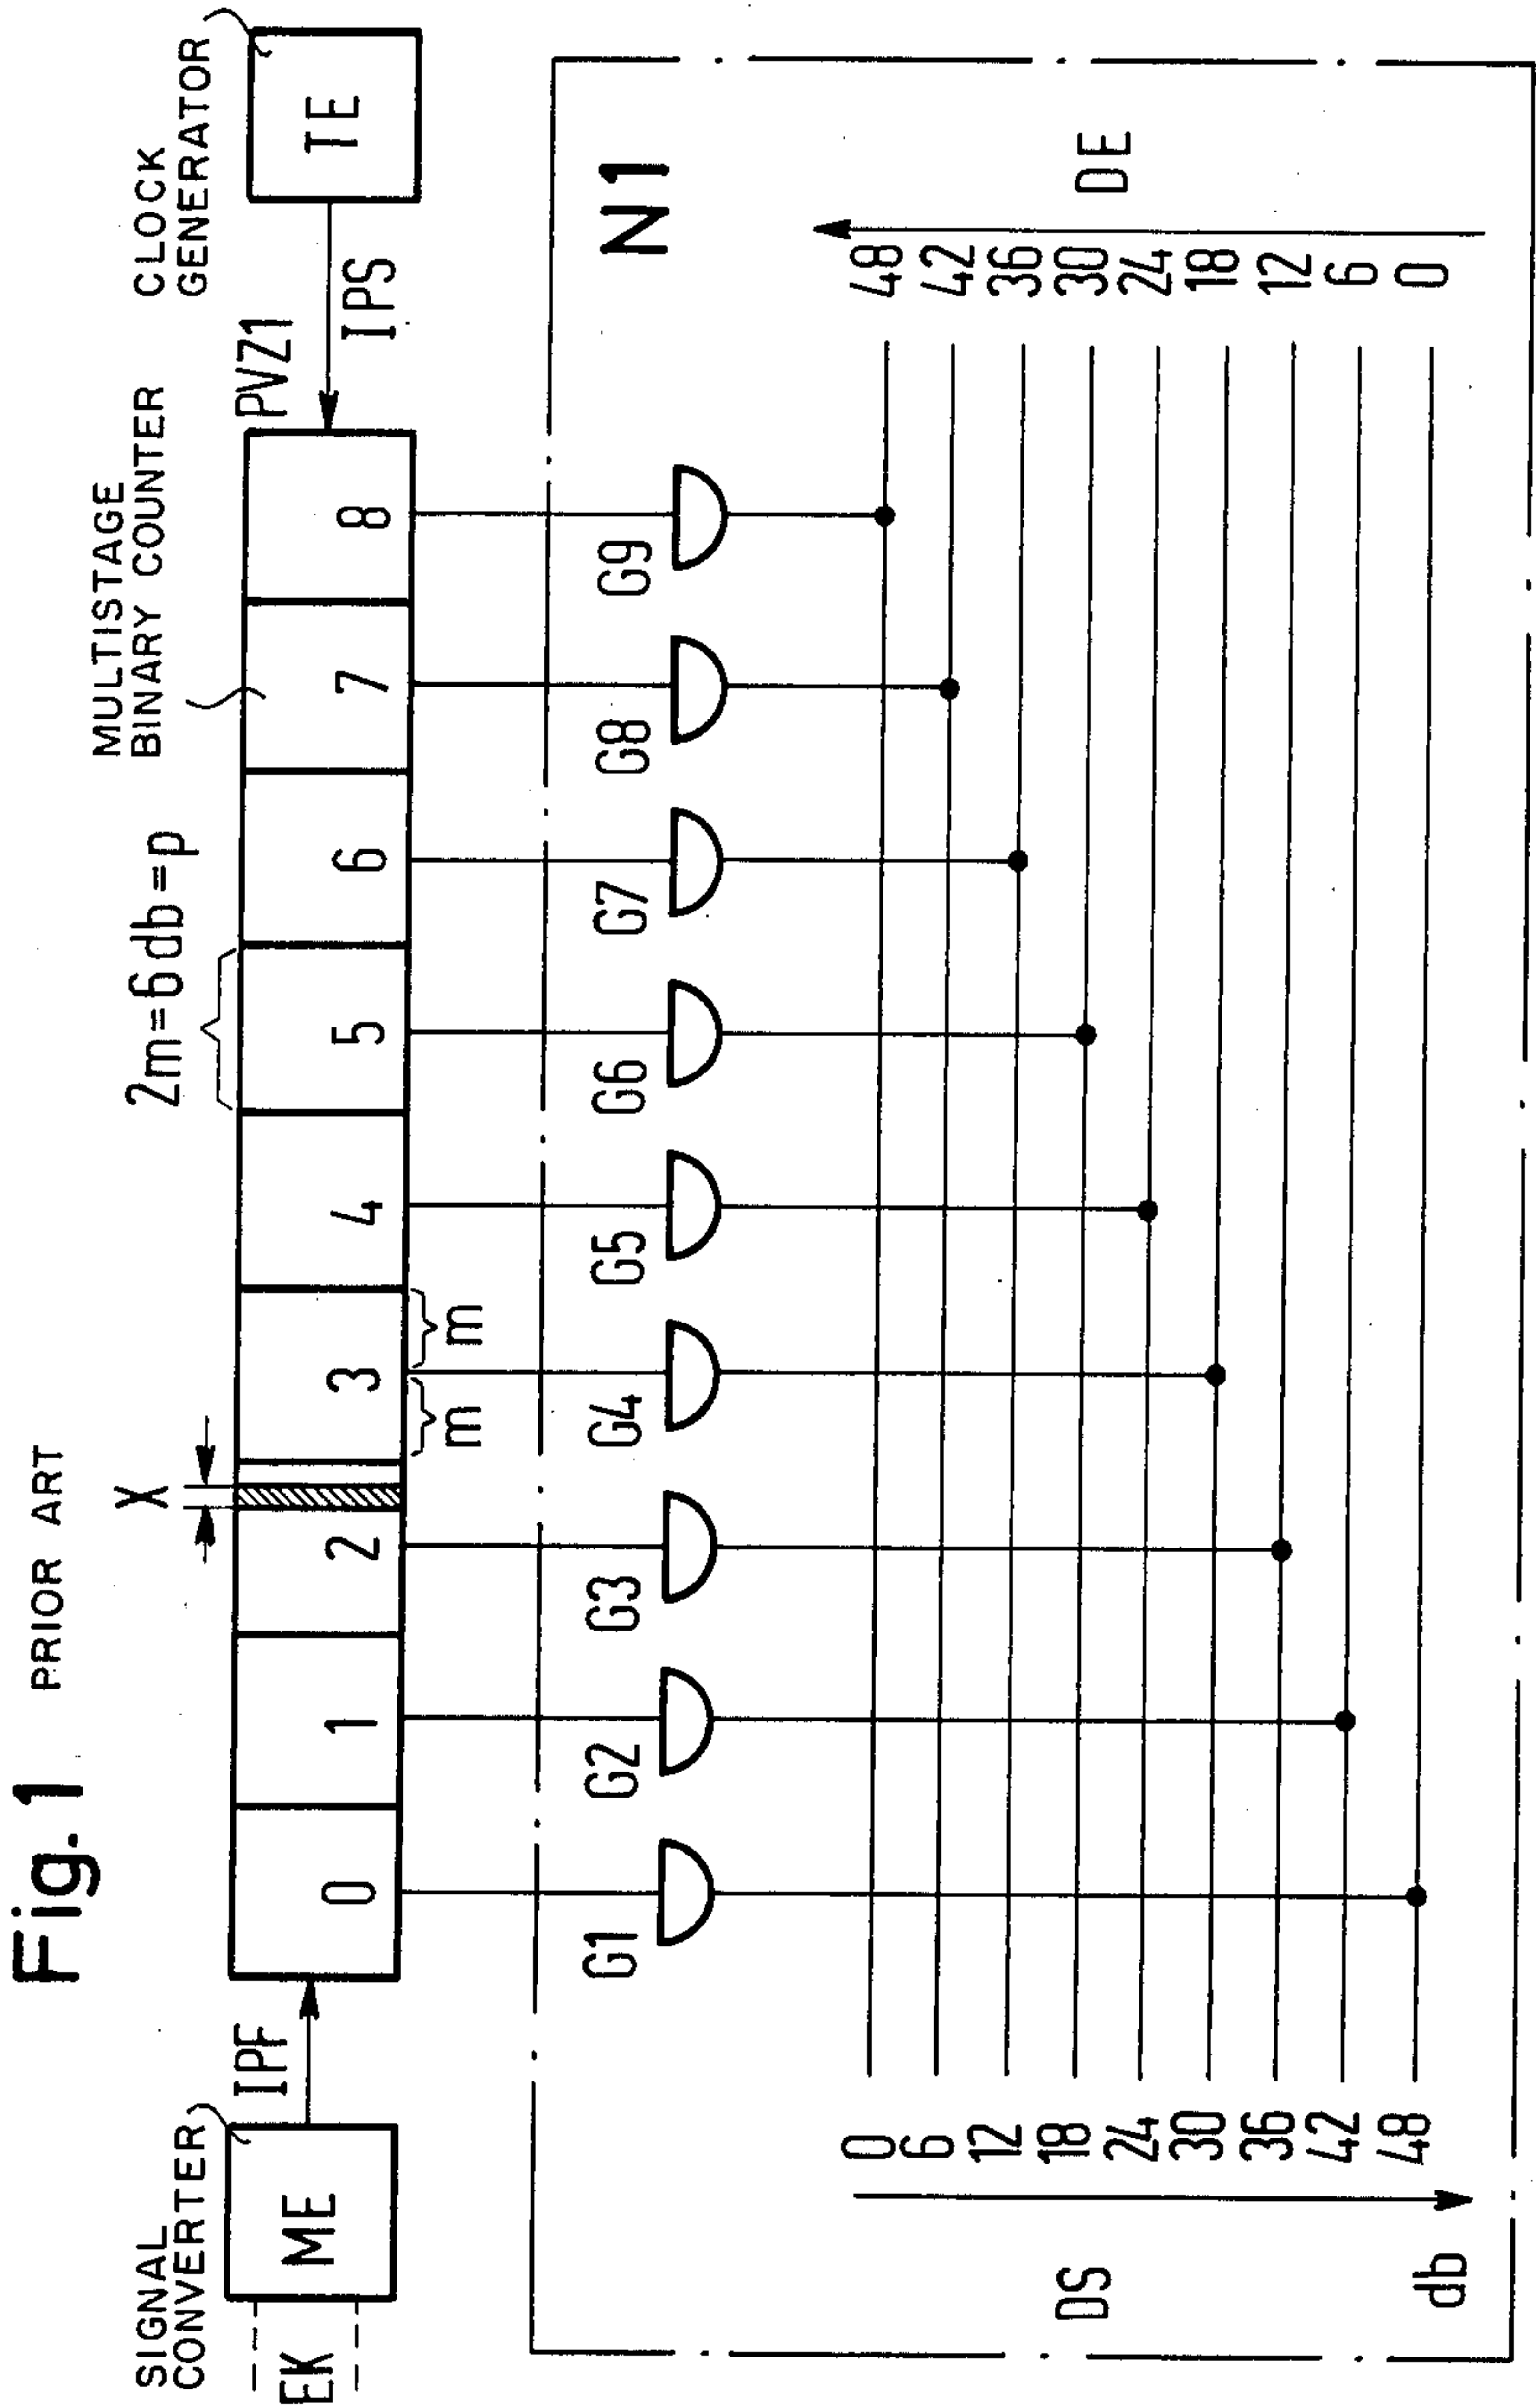 Fig. 1 PRIOR ART
SIGNAL
CONVERTER
MULTISTAGE
BINARY COUNTER
CLOCK
GENERATOR
X
2m=6db=p
EK
ME
IPF
0
1
2
3
4
5
6
7
8
PVZ1
IPS
TE
m
m
N1
G1
G2
G3
G4
G5
G6
G7
G8
G9
DS
db
0
6
12
18
24
30
36
42
48
48
42
36
30
24
18
12
6
0
DE